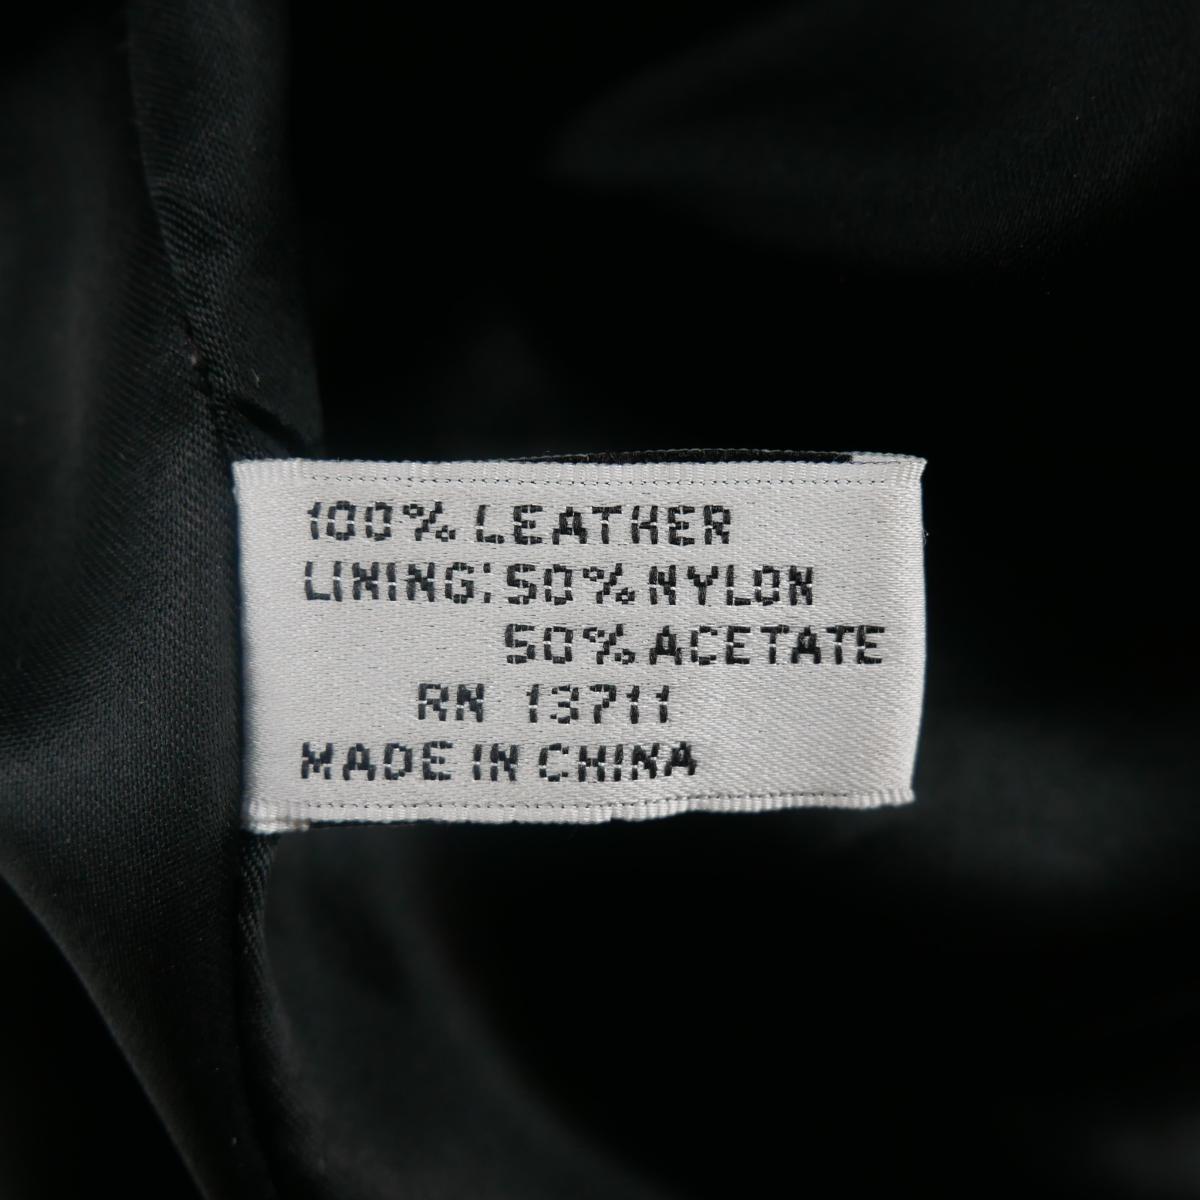 100% LEATHER
LINING: 50% NYLON
50% ACETATE
RN 13711
MADE IN CHINA